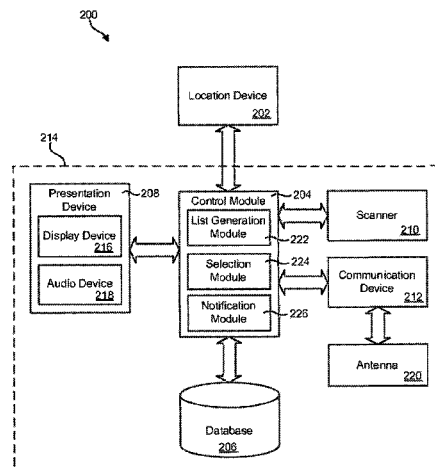 200
Location Device
202
214
Presentation Device
208
Display Device
216
Audio Device
218
Control Module
204
List Generation Module
222
Selection Module
224
Notification Module
226
Scanner
210
Communication Device
212
Antenna
220
Database
206